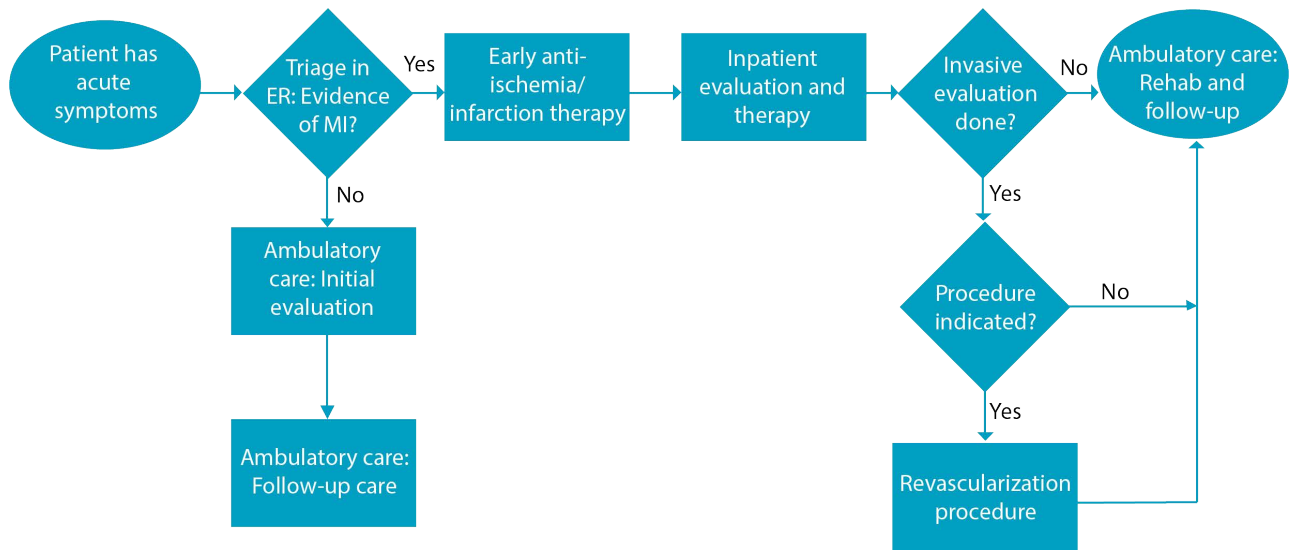 Patient has
acute
symptoms
Triage in
ER: Evidence
of MI?
Yes
Early anti-
ischemia/
infarction therapy
Inpatient
evaluation and
therapy
Invasive
evaluation
done?
No
Ambulatory care:
Rehab and
follow-up
No
Ambulatory
care: Initial
evaluation
Ambulatory care:
Follow-up care
Yes
Procedure
indicated?
No
Yes
Revascularization
procedure